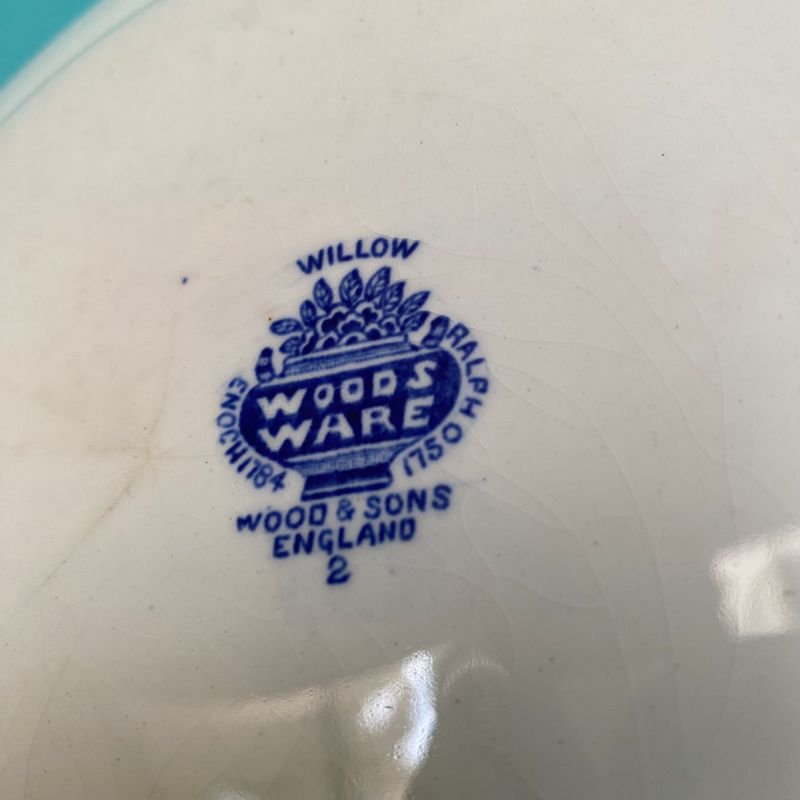 WILLOW
ENOCH 1784
WOODS
WARE
RALPH 1750
WOOD & SONS
ENGLAND
2